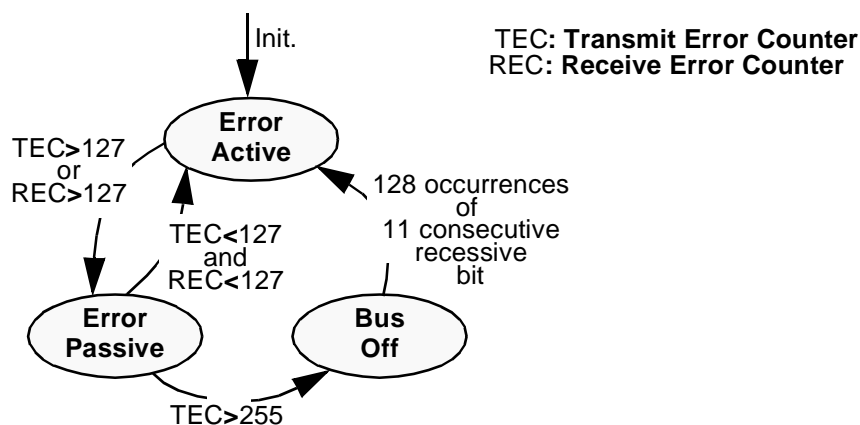 Init.
TEC: Transmit Error Counter
REC: Receive Error Counter
Error
Active
TEC>127
or
REC>127
TEC<127
and
REC<127
128 occurrences
of
11 consecutive
recessive
bit
Error
Passive
Bus
Off
TEC>255